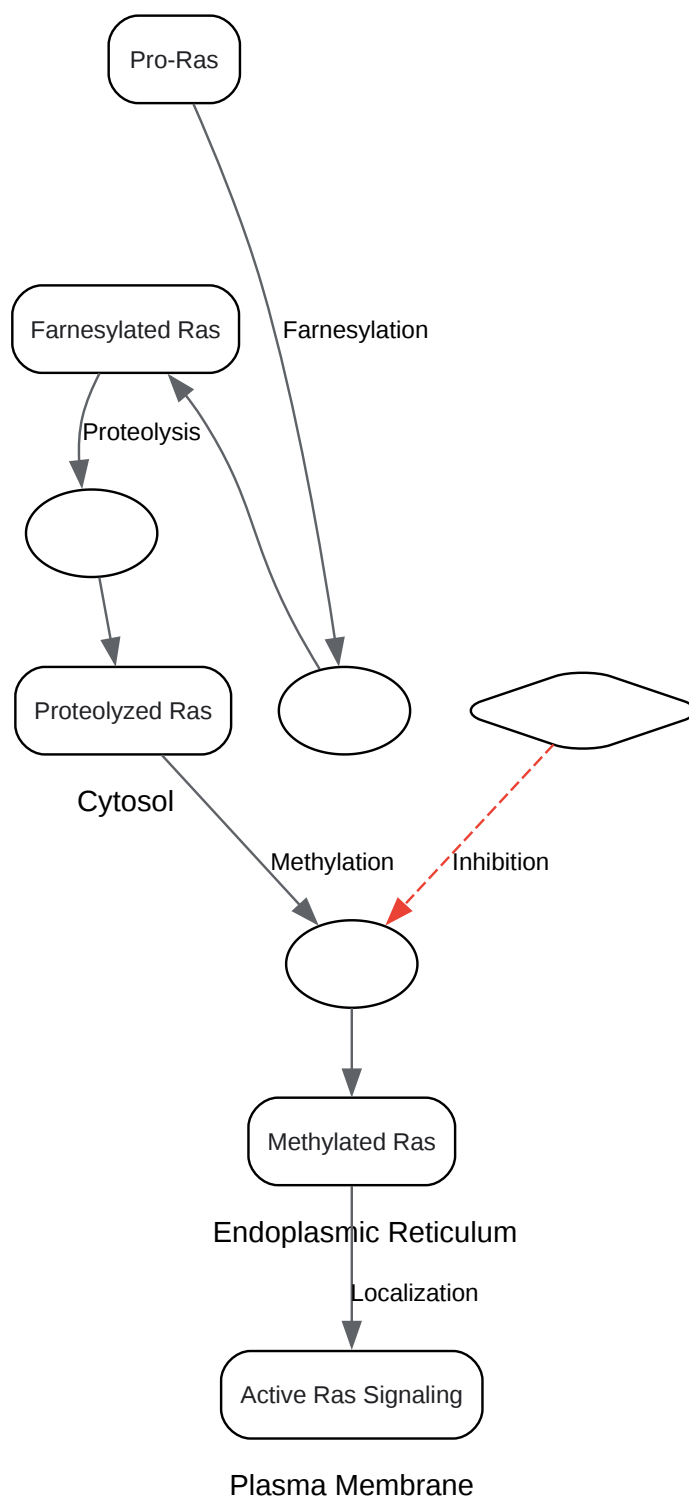 Pro-Ras
Farnesylated Ras
Farnesylation
Proteolysis
Proteolyzed Ras
Cytosol
Methylation
Inhibition
Methylated Ras
Endoplasmic Reticulum
Localization
Active Ras Signaling
Plasma Membrane